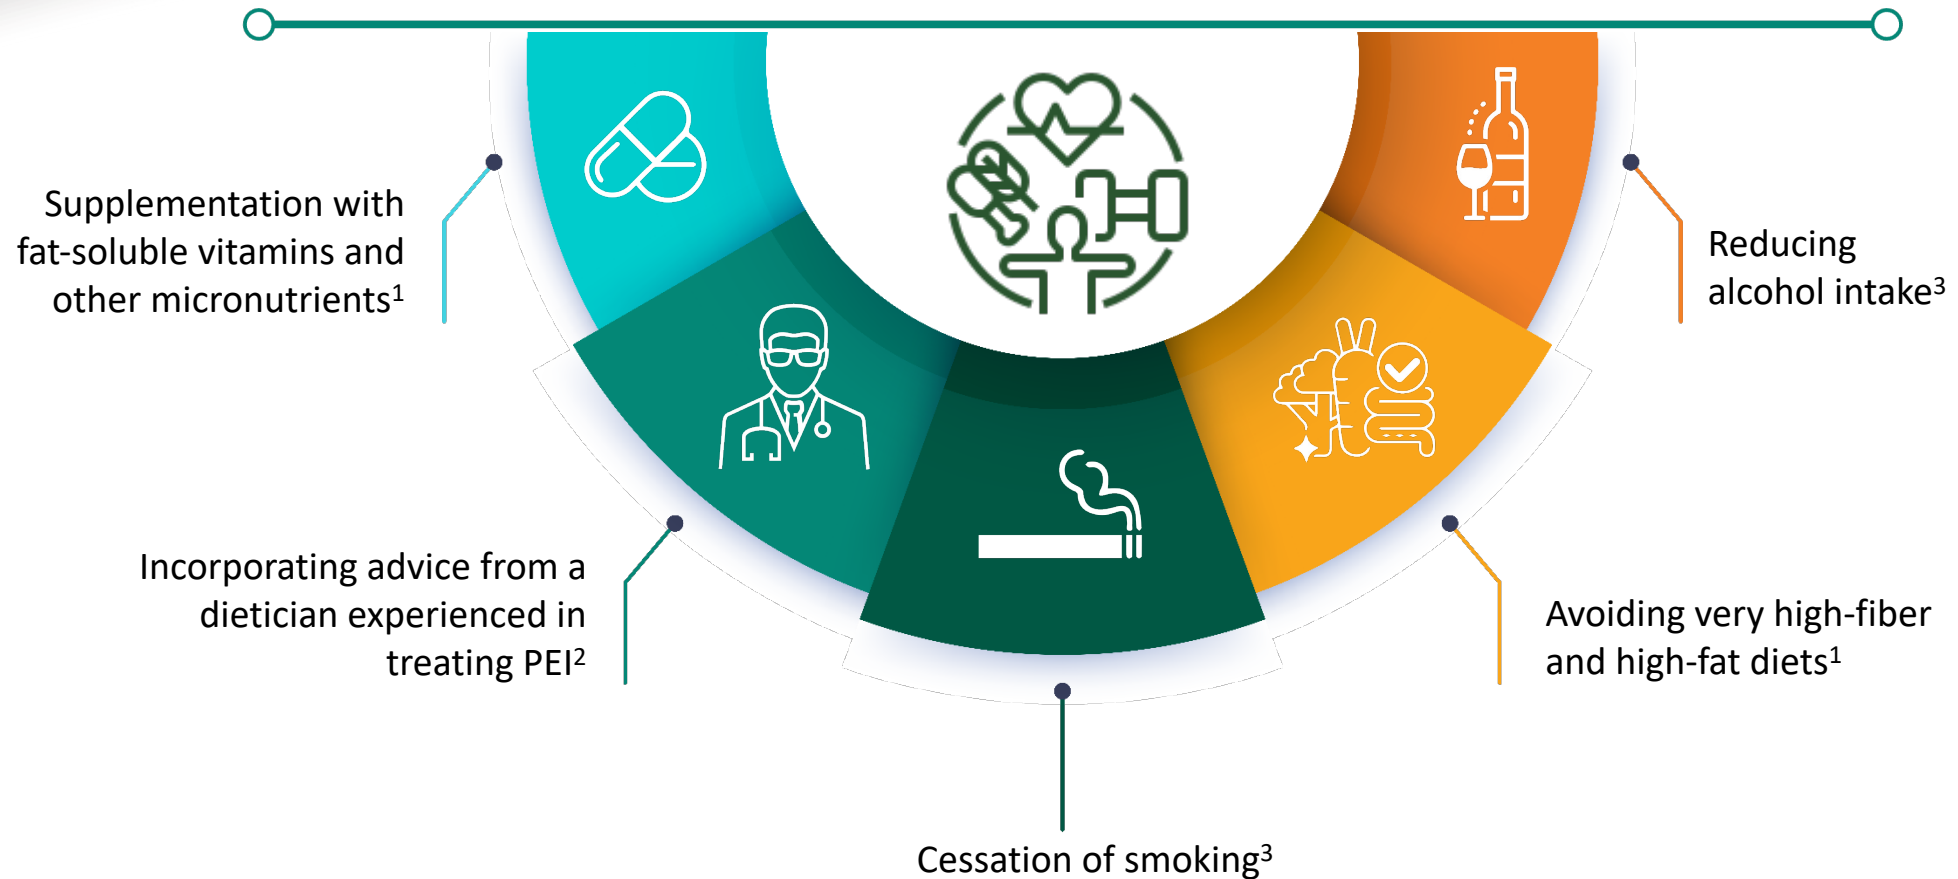 Supplementation with
fat-soluble vitamins and
other micronutrients¹
Incorporating advice from a
dietician experienced in
treating PEI²
Cessation of smoking³
Avoiding very high-fiber
and high-fat diets¹
Reducing
alcohol intake³